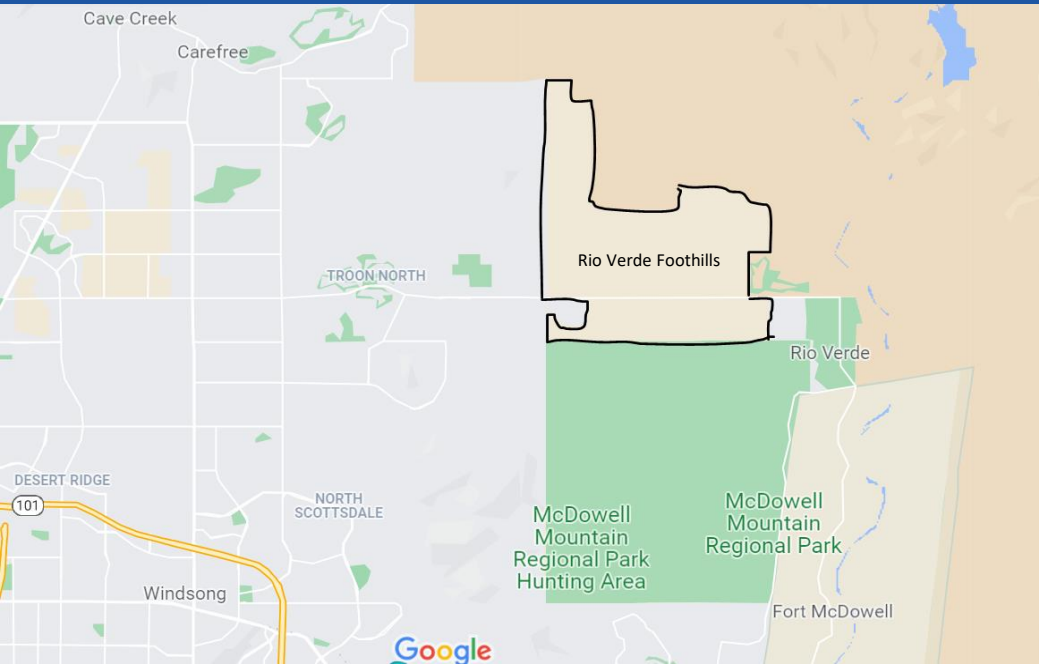 Cave Creek
Carefree
Rio Verde Foothills
TROON NORTH
Rio Verde
DESERT RIDGE
101
NORTH
SCOTTSDALE
McDowell
Mountain
Regional Park
Hunting Area
McDowell
Mountain
Regional Park
Windsong
Fort McDowell
Google